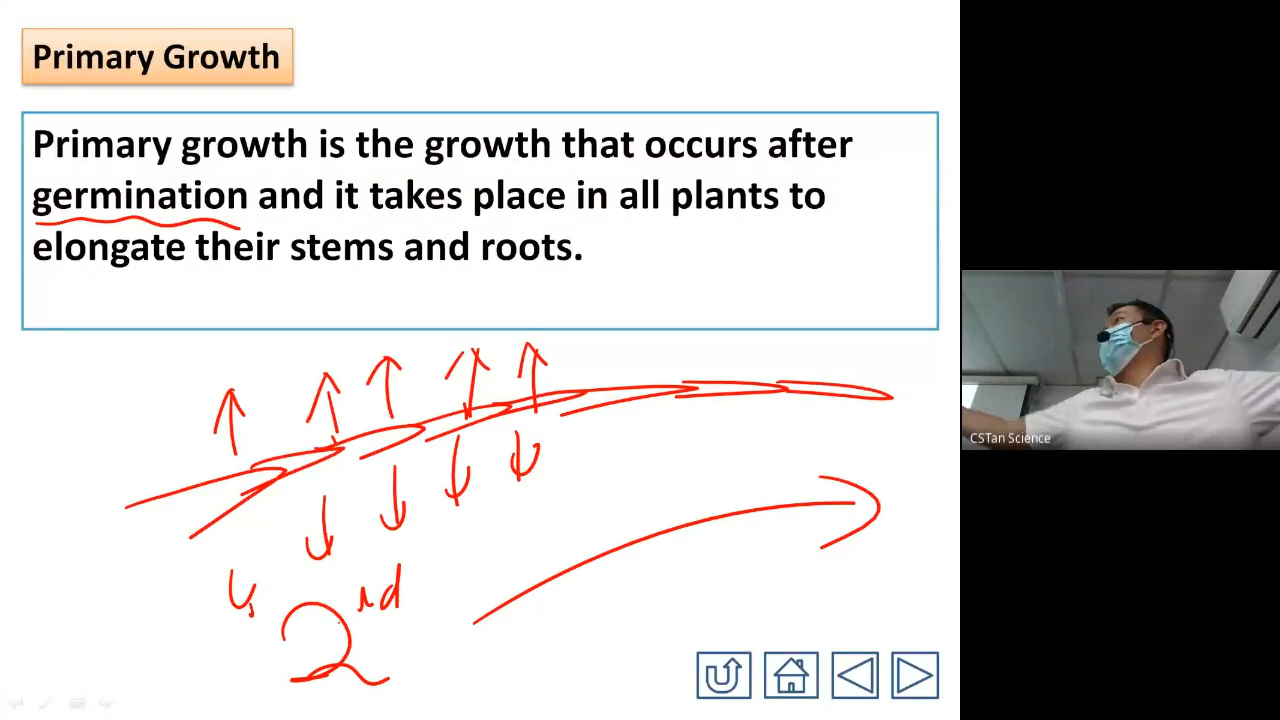 Primary Growth
Primary growth is the growth that occurs after
germination and it takes place in all plants to
elongate their stems and roots.
2rd
CSTan Science